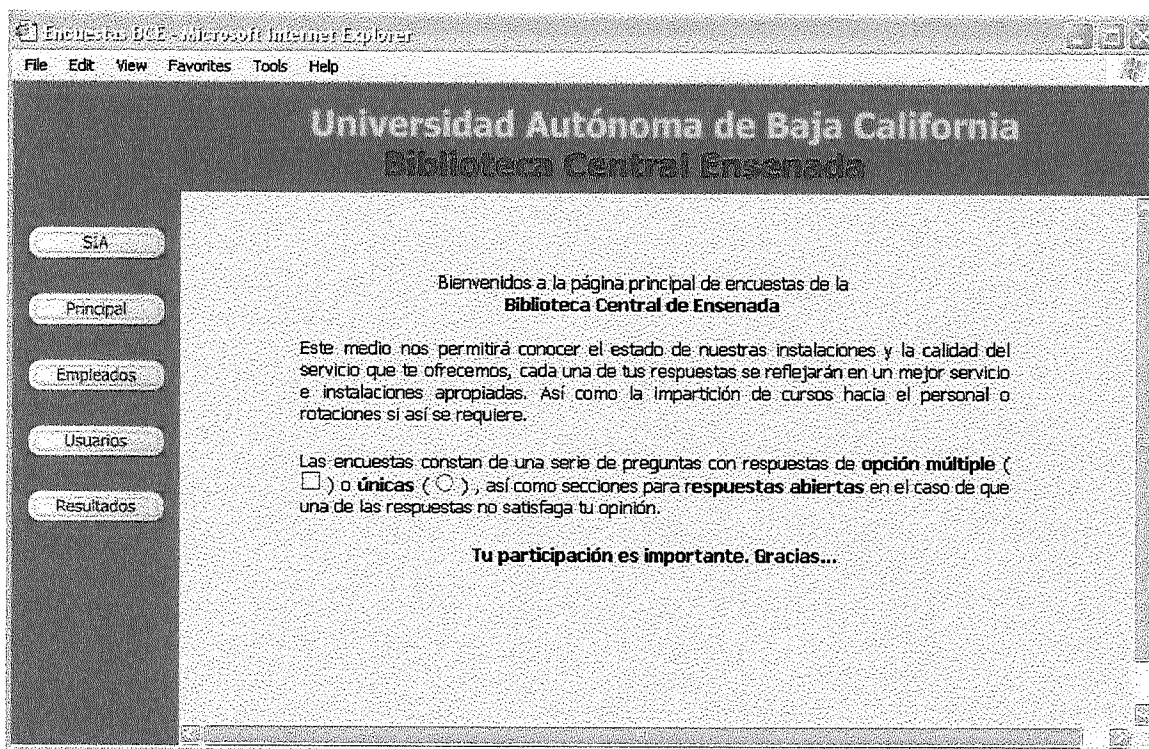 Encuestas BCE - Microsoft Internet Explorer
File Edit View Favorites Tools Help
Universidad Autónoma de Baja California
Biblioteca Central Ensenada
SIA
Principal
Empleados
Usuarios
Resultados
Bienvenidos a la página principal de encuestas de la
Biblioteca Central de Ensenada
Este medio nos permitirá conocer el estado de nuestras instalaciones y la calidad del
servicio que te ofrecemos, cada una de tus respuestas se reflejarán en un mejor servicio
e instalaciones apropiadas. Así como la impartición de cursos hacia el personal o
rotaciones si así se requiere.
Las encuestas constan de una serie de preguntas con respuestas de opción múltiple (
☐ ) o únicas ( ○ ) , así como secciones para respuestas abiertas en el caso de que
una de las respuestas no satisfaga tu opinión.
Tu participación es importante. Gracias...